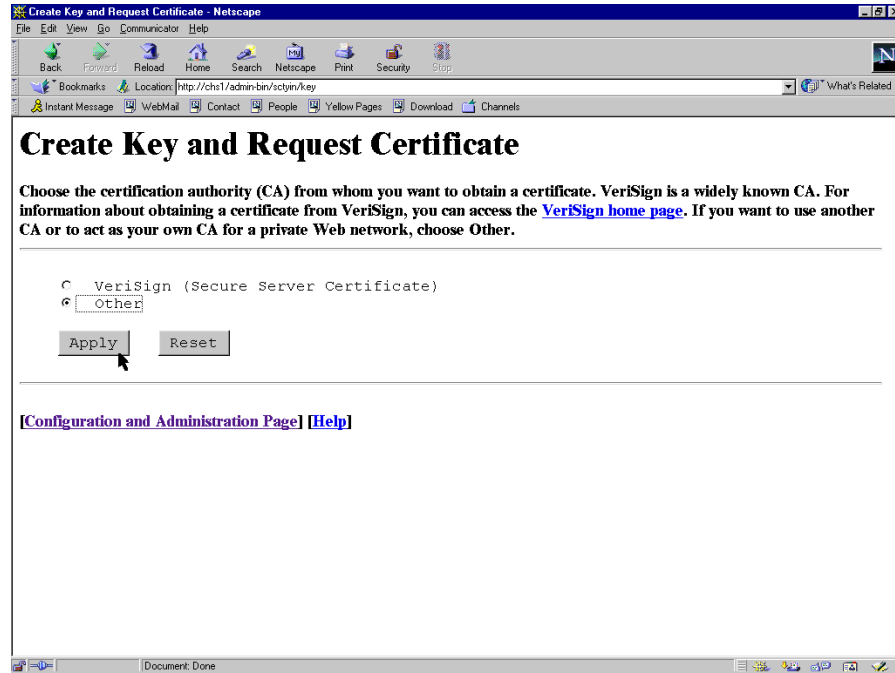 Create Key and Request Certificate - Netscape
File Edit View Go Communicator Help
Back Forward Reload Home Search Netscape Print Security Stop
Bookmarks Location: http://chs1/admin-bin/sctyin/key What's Related
Instant Message WebMail Contact People Yellow Pages Download Channels
Create Key and Request Certificate
Choose the certification authority (CA) from whom you want to obtain a certificate. VeriSign is a widely known CA. For
information about obtaining a certificate from VeriSign, you can access the VeriSign home page. If you want to use another
CA or to act as your own CA for a private Web network, choose Other.
VeriSign (Secure Server Certificate)
Other
Apply Reset
[Configuration and Administration Page] [Help]
Document: Done